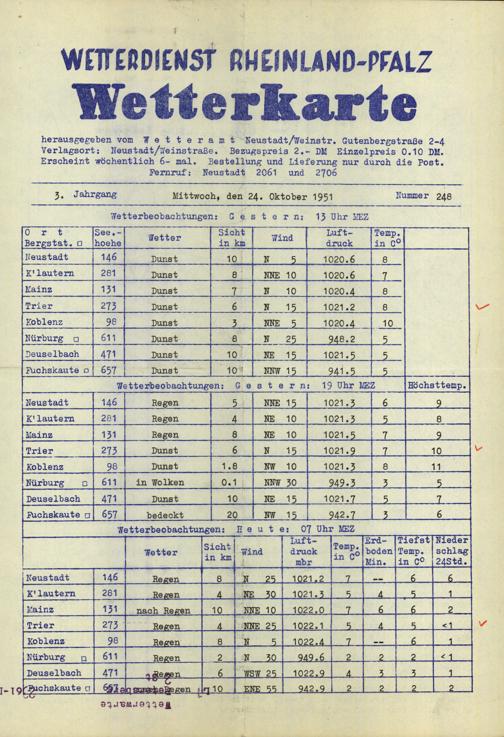 WETTERDIENST RHEINLAND-PFALZ
Wetterkarte
herausgegeben vom Wetteramt Neustadt/Weinstr. Gutenbergstraße 2-4
Verlagsort: Neustadt/Weinstraße. Bezugspreis 2.- DM Einzelpreis 0.10 DM.
Erscheint wöchentlich 6- mal. Bestellung und Lieferung nur durch die Post.
Fernruf: Neustadt 2061 und 2706
3. Jahrgang Mittwoch, den 24. Oktober 1951 Nummer 248
Wetterbeobachtungen: Gestern: 13 Uhr MEZ
Ort See.- Sicht Luft- Temp.
Bergstat. □ hoehe Wetter in km Wind druck in C°
Neustadt 146 Dunst 10 N 5 1020.6 8
K'lautern 281 Dunst 8 NNE 10 1020.6 7
Mainz 131 Dunst 7 N 10 1020.4 8
Trier 273 Dunst 6 N 15 1021.2 8
Koblenz 98 Dunst 3 NNE 5 1020.4 10
Nürburg □ 611 Dunst 8 N 25 948.2 5
Deuselbach 471 Dunst 10 NE 15 1021.5 5
Fuchskaute □ 657 Dunst 10 NNW 15 941.5 5
Wetterbeobachtungen: Gestern: 19 Uhr MEZ Höchsttemp.
Neustadt 146 Regen 5 NNE 15 1021.3 6 9
K'lautern 281 Regen 4 NE 10 1021.3 5 8
Mainz 131 Regen 8 NE 10 1021.5 7 9
Trier 273 Dunst 6 N 15 1021.9 7 10
Koblenz 98 Dunst 1.8 NW 10 1021.3 8 11
Nürburg □ 611 in Wolken 0.1 NNW 30 949.3 3 5
Deuselbach 471 Dunst 10 NE 15 1021.7 5 7
Fuchskaute □ 657 bedeckt 20 NW 15 942.7 3 6
Wetterbeobachtungen: Heute: 07 Uhr MEZ
Luft- Erd- Tiefst Nieder
Sicht druck Temp. boden Temp. schlag
Wetter in km Wind mbr in C° Min. in C° 24Std.
Neustadt 146 Regen 8 N 25 1021.2 7 -- 6 6
K'lautern 281 Regen 4 NE 30 1021.3 5 4 5 1
Mainz 131 nach Regen 10 NNE 10 1022.0 7 6 6 2
Trier 273 Regen 4 NNE 25 1022.1 5 4 5 <1
Koblenz 98 Regen 8 N 5 1022.4 7 -- 6 1
Nürburg □ 611 Regen 2 N 30 949.6 2 2 2 <1
Deuselbach 471 Regen 6 WSW 25 1022.9 4 3 3 1
Fuchskaute □ 657 Regen 10 ENE 55 942.9 2 2 2 2
Wetterwarte